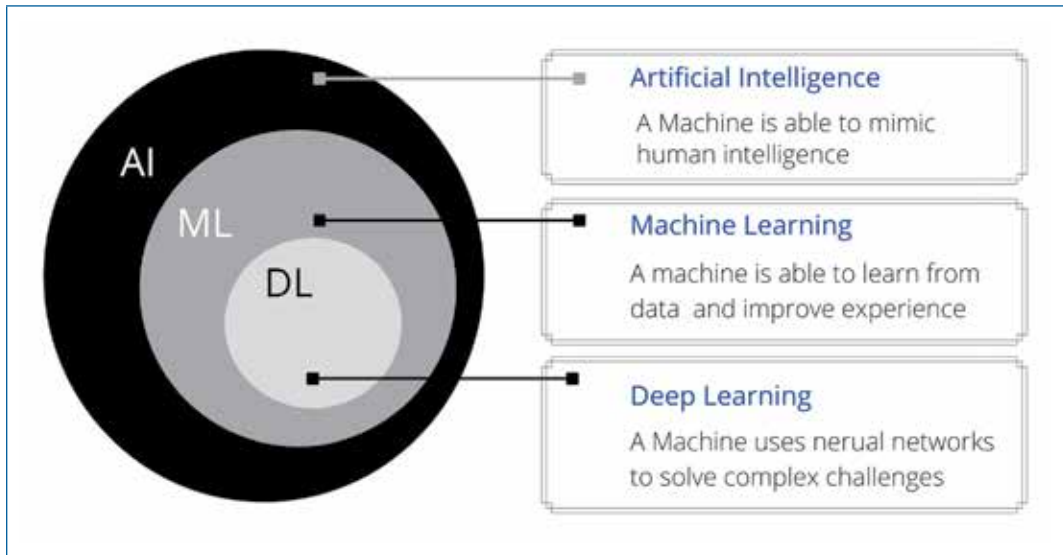 AI
ML
DL
Artificial Intelligence
A Machine is able to mimic
human intelligence
Machine Learning
A machine is able to learn from
data and improve experience
Deep Learning
A Machine uses nerual networks
to solve complex challenges